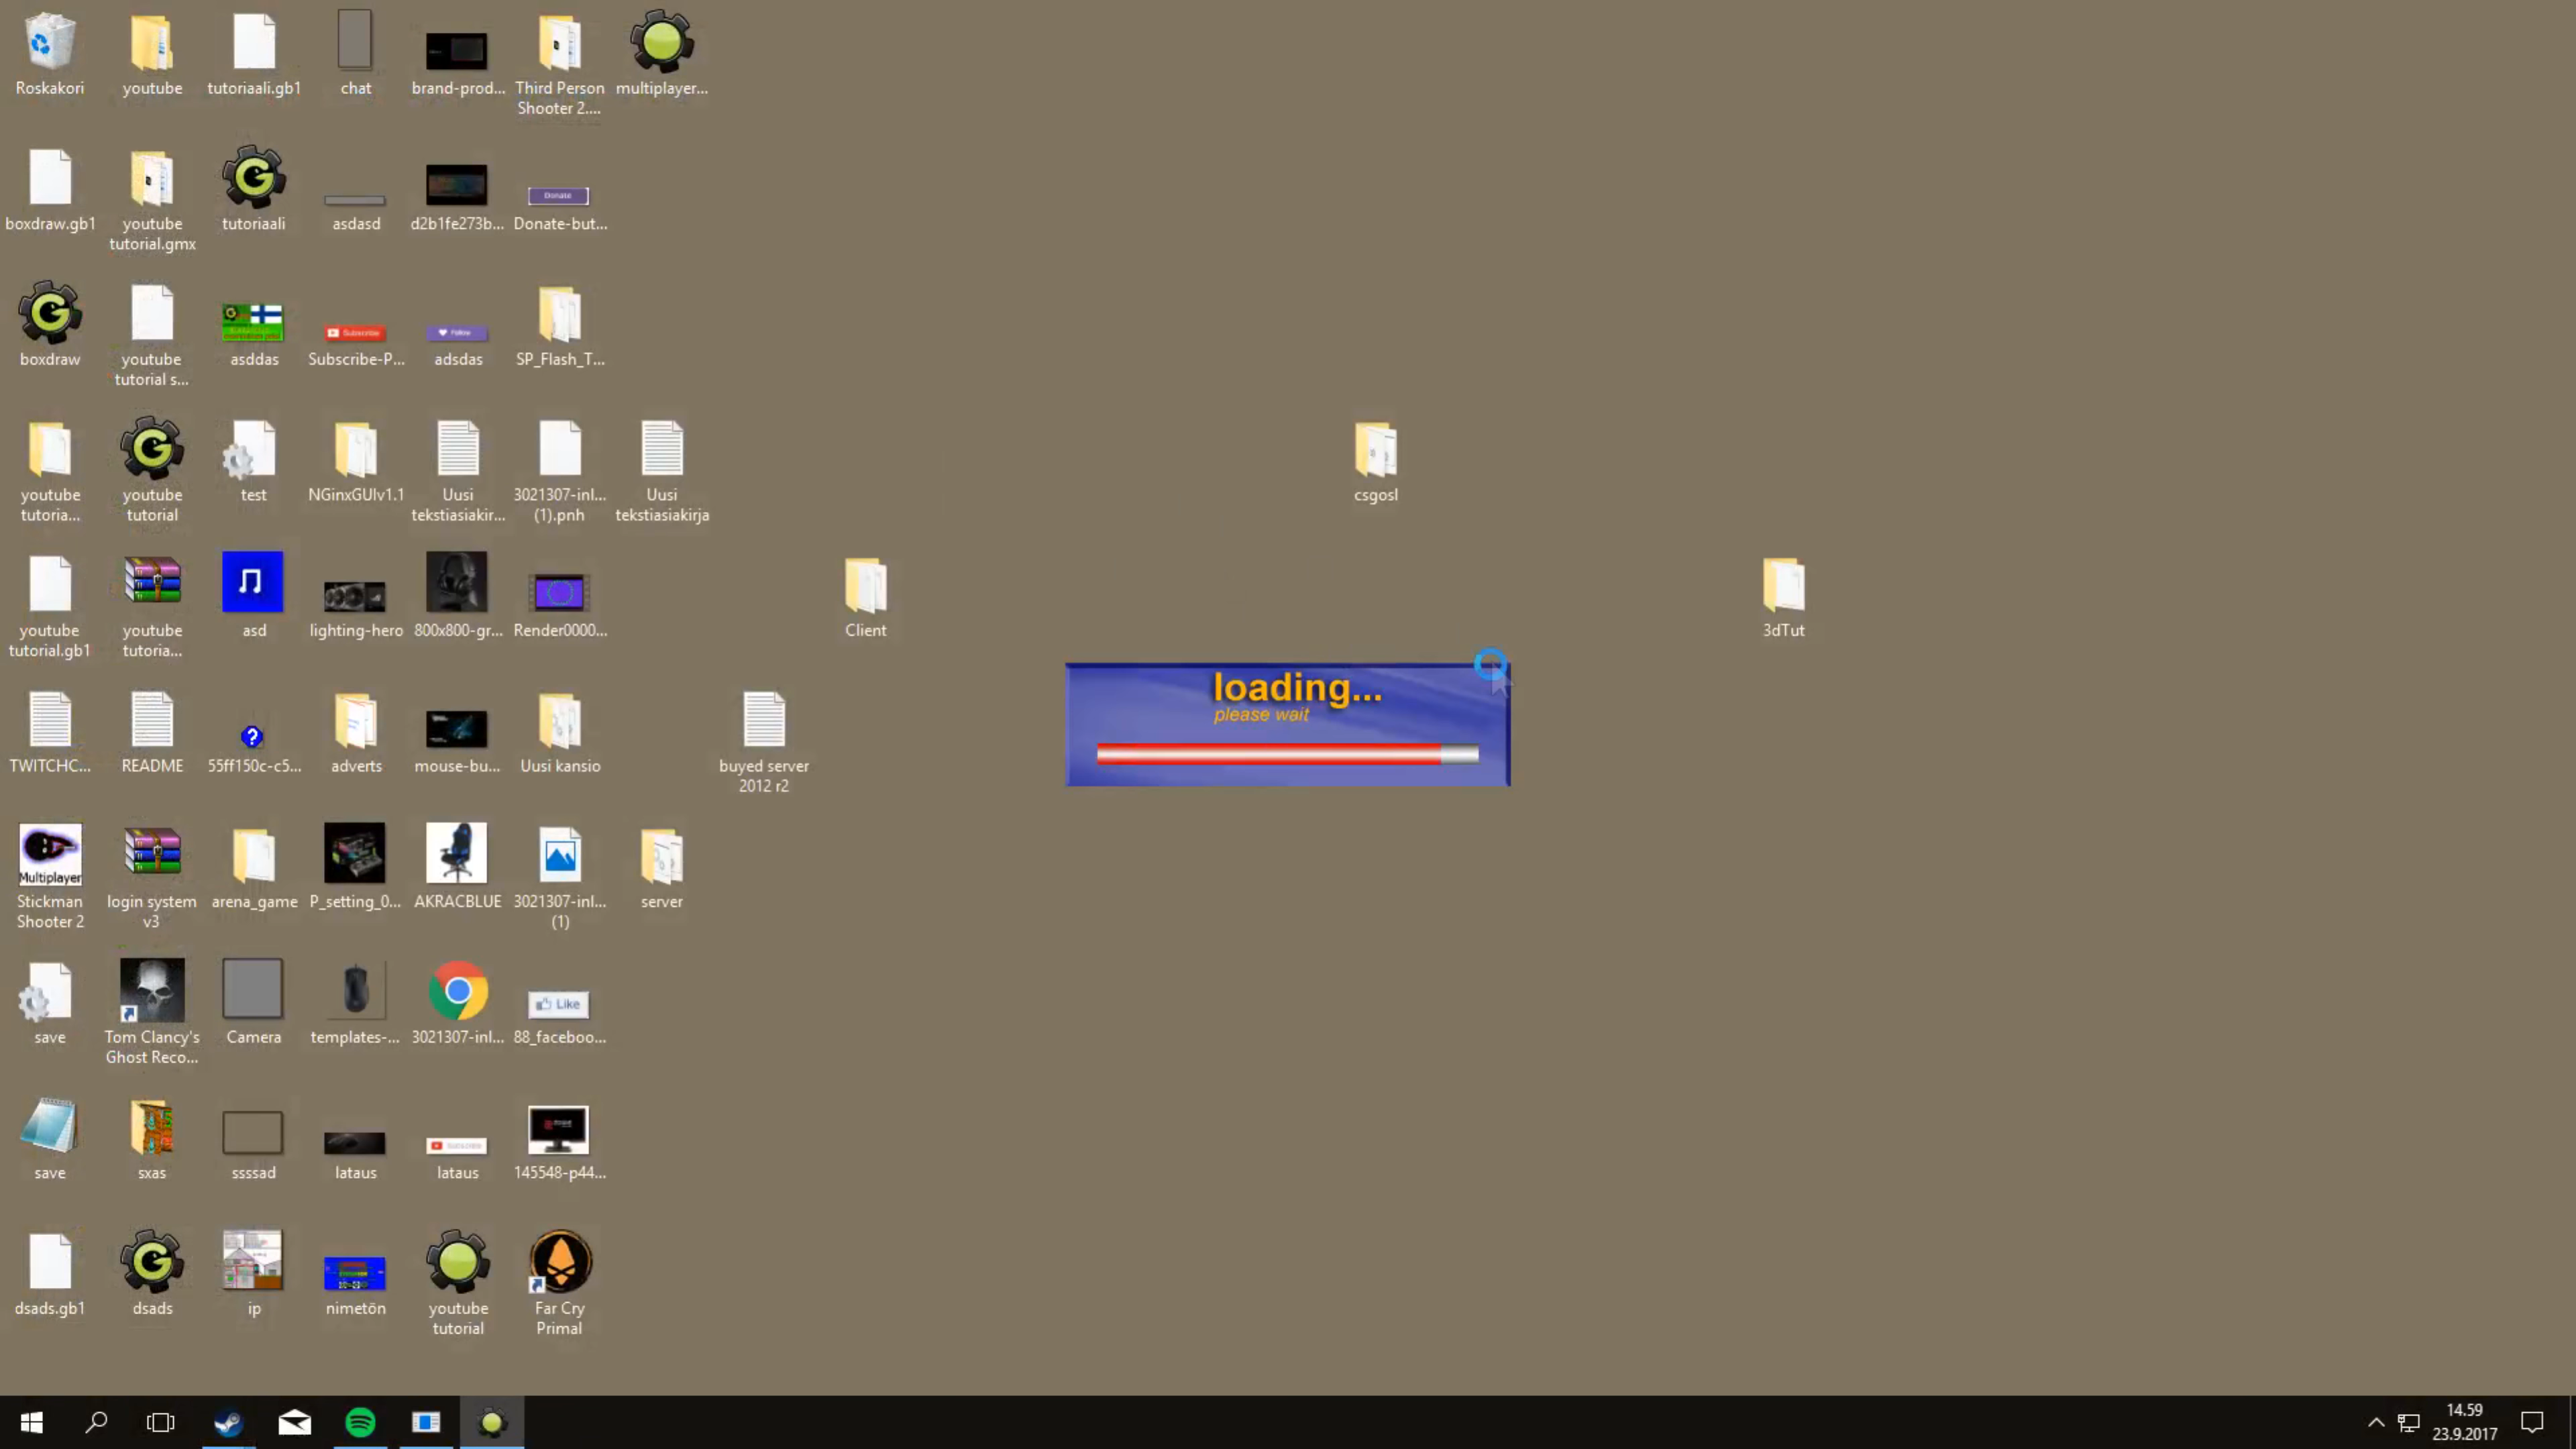 Roskakori
youtube
tutoriaali.gb1
chat
brand-prod...
Third Person
Shooter 2....
multiplayer...
boxdraw.gb1
youtube
tutorial.gmx
tutoriaali
asdasd
d2b1fe273b...
Donate
Donate-but...
boxdraw
youtube
tutorial s...
asddas
Subscribe
Subscribe-P...
Follow
adsdas
SP_Flash_T...
youtube
tutoria...
youtube
tutorial
test
NGinxGUIv1.1
Uusi
tekstiasiakir...
3021307-inl...
(1).pnh
Uusi
tekstiasiakirja
csgosl
youtube
tutorial.gb1
youtube
tutoria...
asd
lighting-hero
800x800-gr...
Render0000...
Client
3dTut
loading...
please wait
TWITCHC...
README
55ff150c-c5...
adverts
mouse-bu...
Uusi kansio
buyed server
2012 r2
Multiplayer
Stickman
Shooter 2
login system
v3
arena_game
P_setting_0...
AKRACBLUE
3021307-inl...
(1)
server
save
Tom Clancy's
Ghost Reco...
Camera
templates-...
3021307-inl...
Like
88_faceboo...
save
sxas
ssssad
lataus
lataus
145548-p44...
dsads.gb1
dsads
ip
nimetön
youtube
tutorial
Far Cry
Primal
14.59
23.9.2017